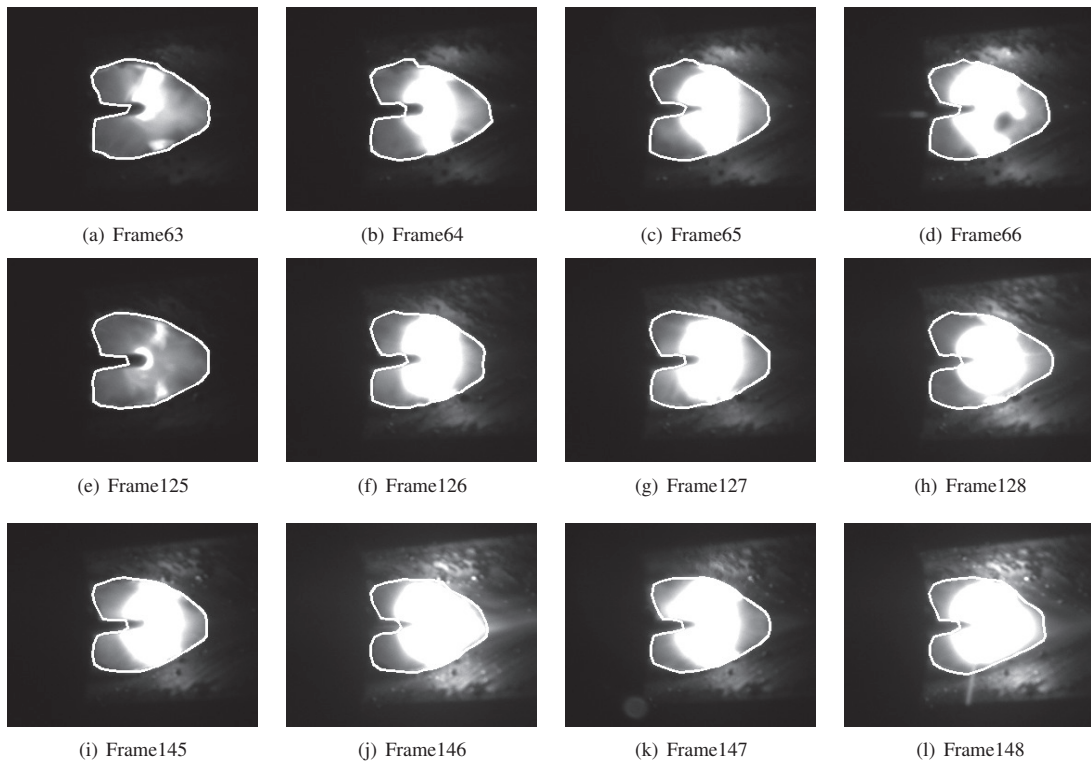 (a) Frame63
(b) Frame64
(c) Frame65
(d) Frame66
(e) Frame125
(f) Frame126
(g) Frame127
(h) Frame128
(i) Frame145
(j) Frame146
(k) Frame147
(l) Frame148